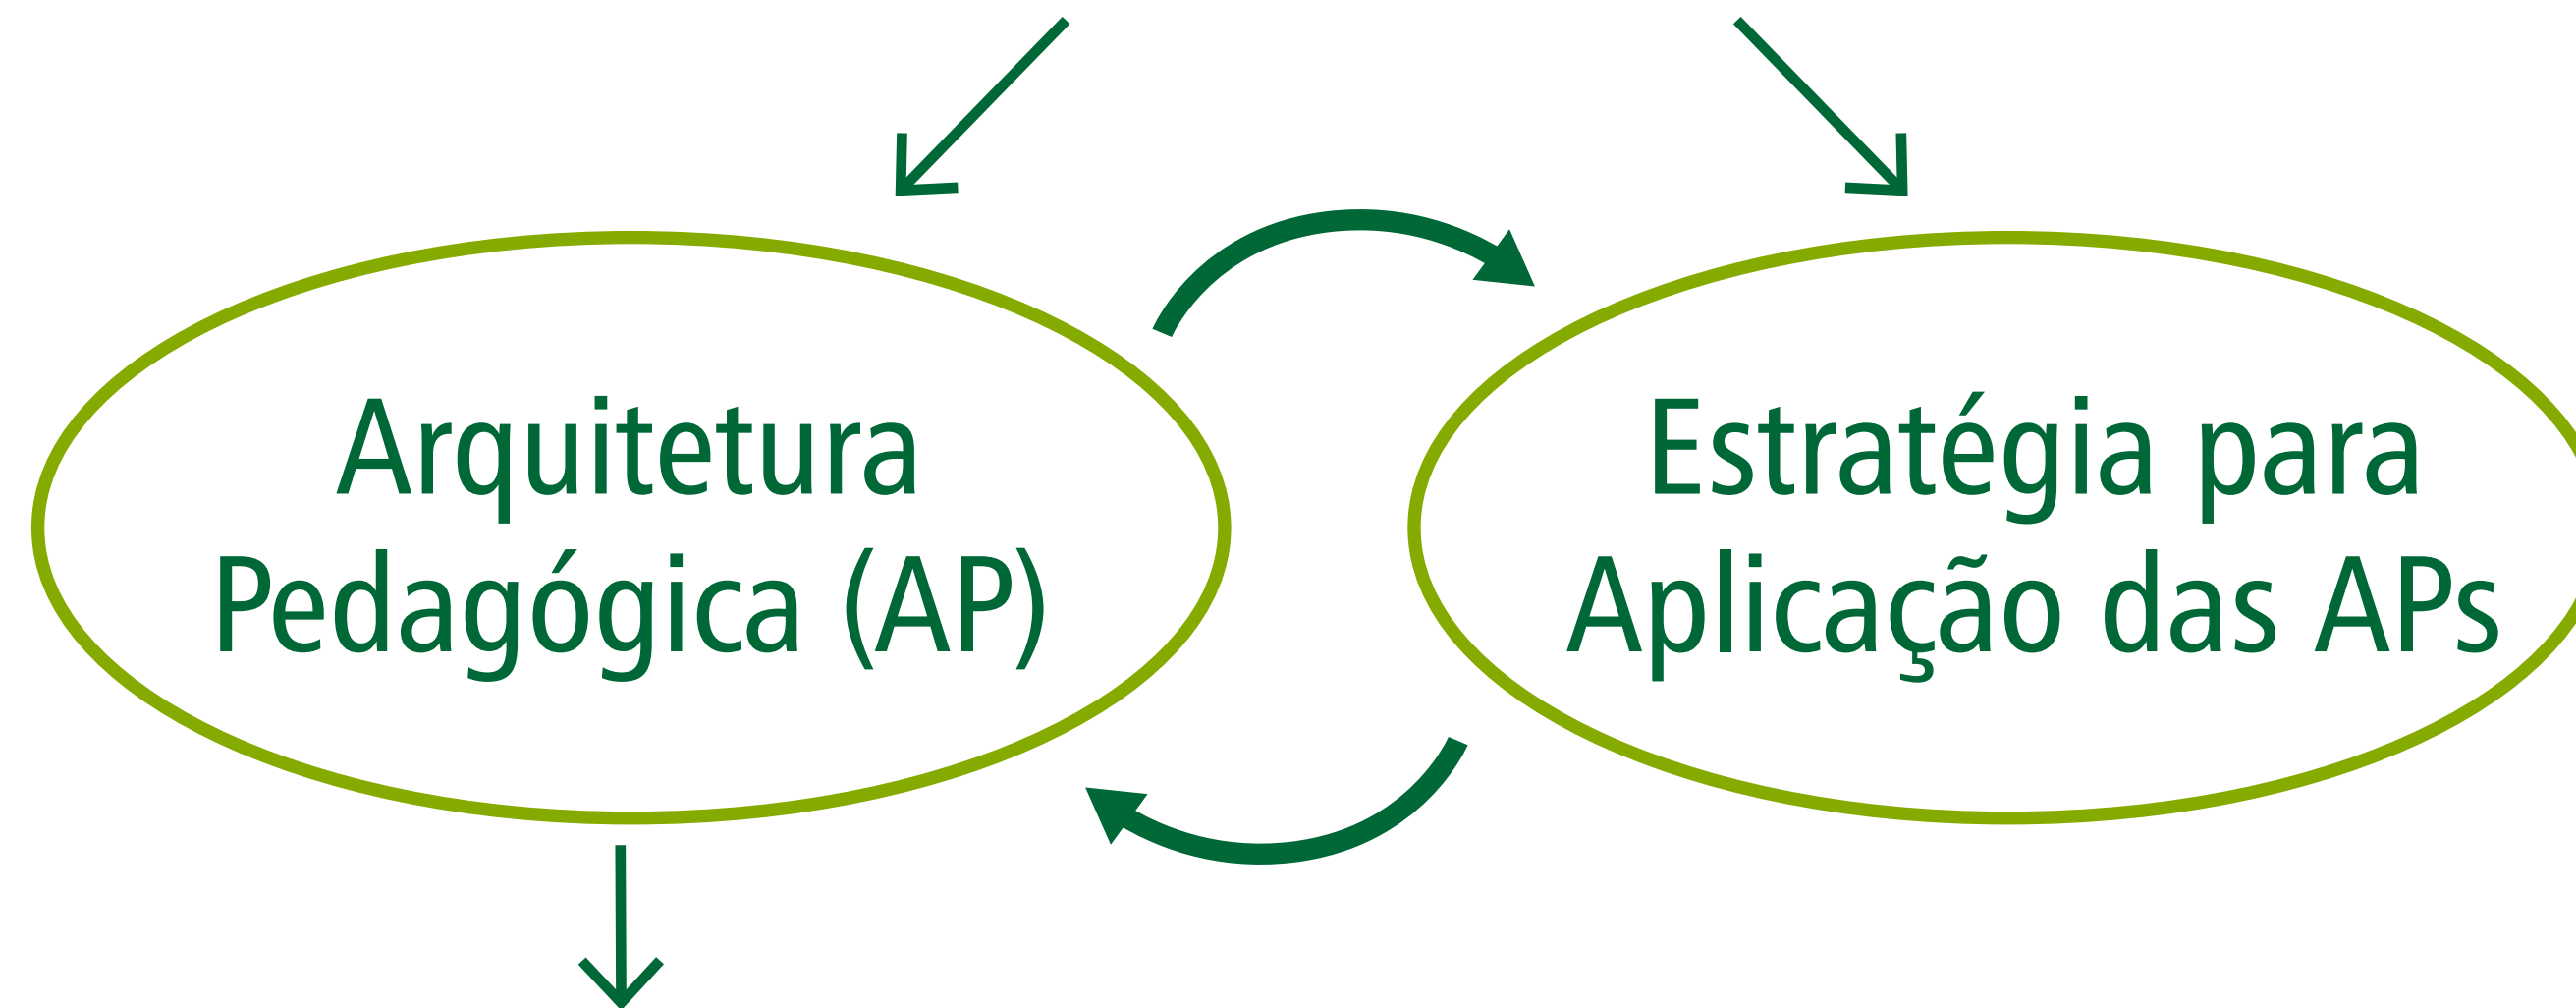 Arquitetura
Pedagógica (AP)
Estratégia para
Aplicação das APs